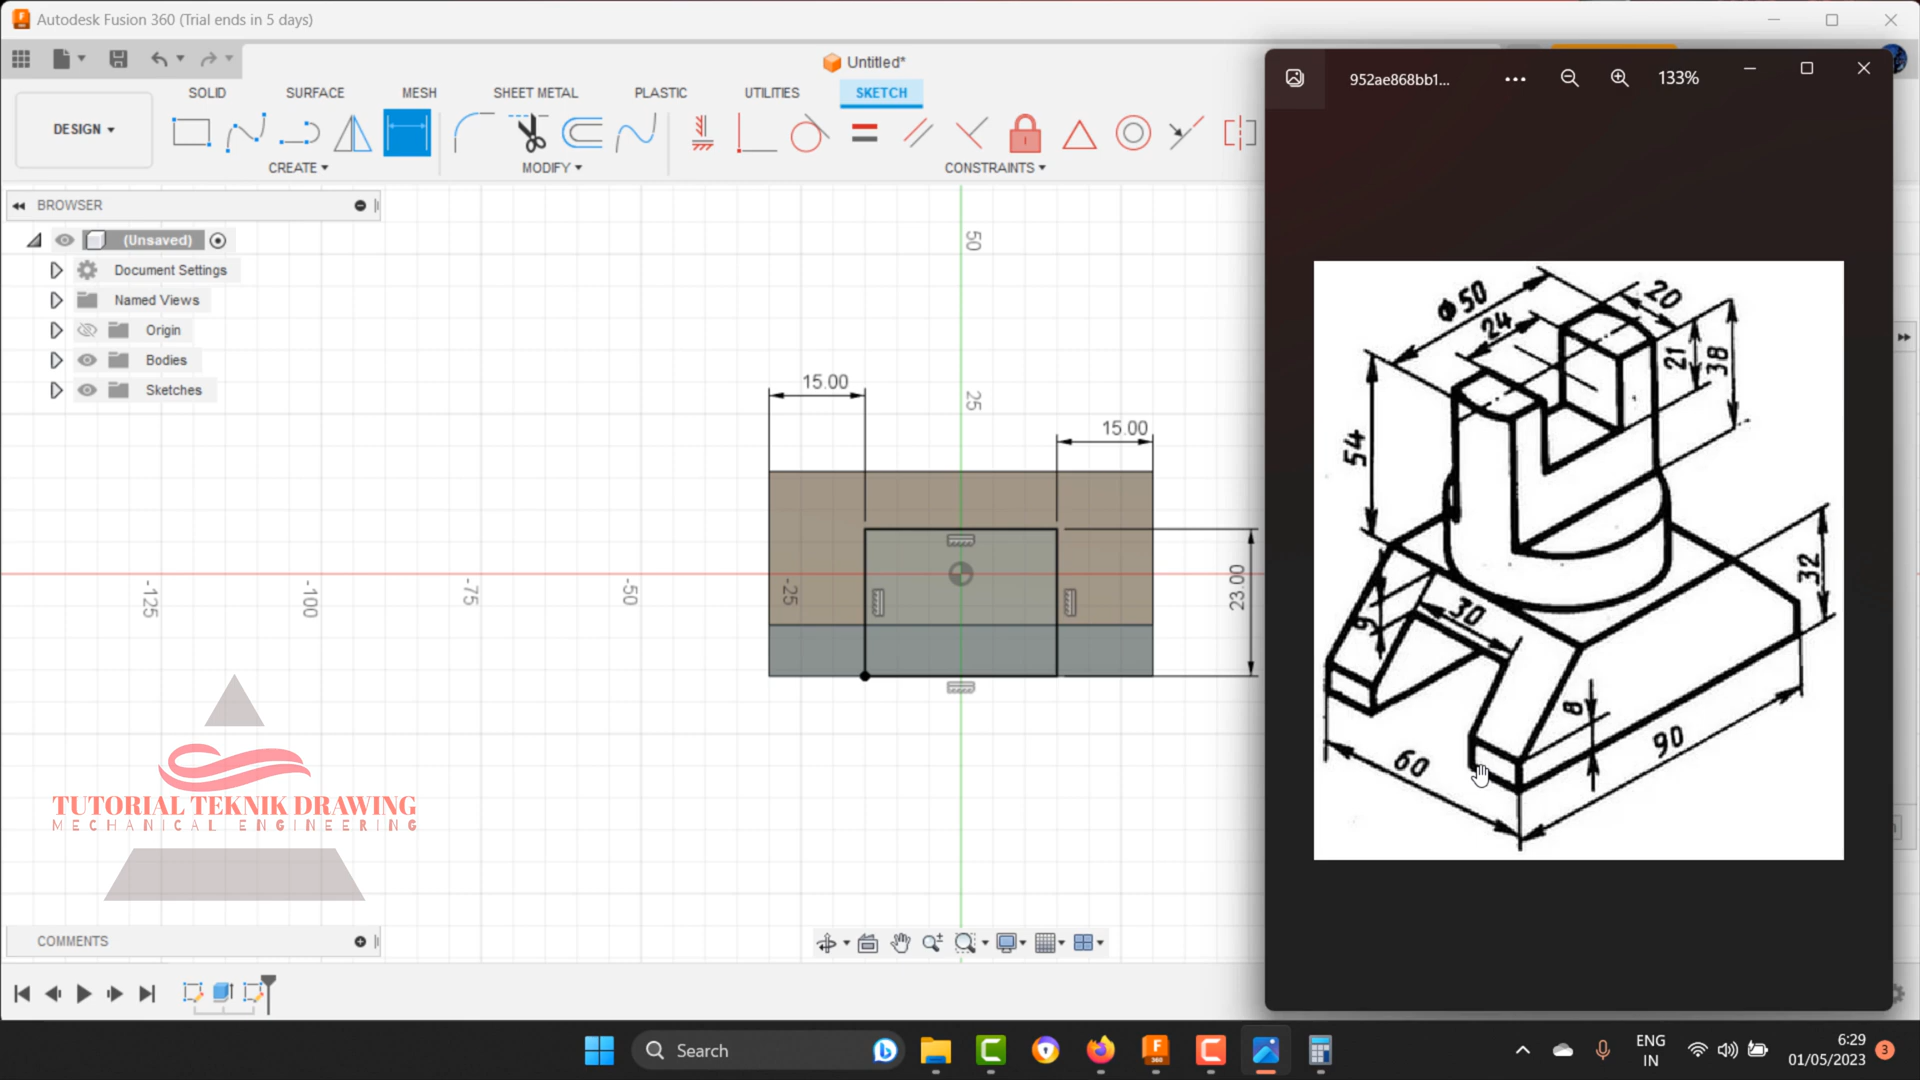 Autodesk Fusion 360 (Trial ends in 5 days)
Untitled*
SOLID SURFACE MESH SHEET METAL PLASTIC UTILITIES SKETCH
DESIGN
CREATE MODIFY CONSTRAINTS
BROWSER
(Unsaved)
Document Settings
Named Views
Origin
Bodies
Sketches
50
25
15.00
15.00
23.00
-125
-100
-75
-50
-25
TUTORIAL TEKNIK DRAWING
MECHANICAL ENGINEERING
COMMENTS
952ae868bb1...
133%
Φ50
20
24
21
38
54
32
30
9
8
90
60
Search
F
360
ENG
IN
6:29
01/05/2023
3